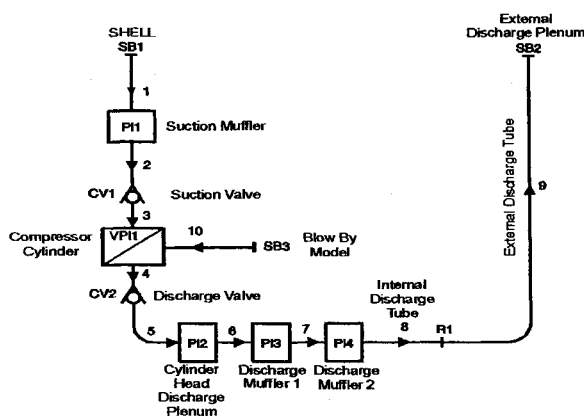 SHELL
SB1
External
Discharge Plenum
SB2
1
PI1
Suction Muffler
2
CV1
Suction Valve
3
10
Compressor
Cylinder
VPI1
SB3
Blow By
Model
4
CV2
Discharge Valve
5
PI2
6
PI3
7
PI4
Internal
Discharge
Tube
8
R1
External Discharge Tube
9
Cylinder
Head
Discharge
Plenum
Discharge
Muffler 1
Discharge
Muffler 2